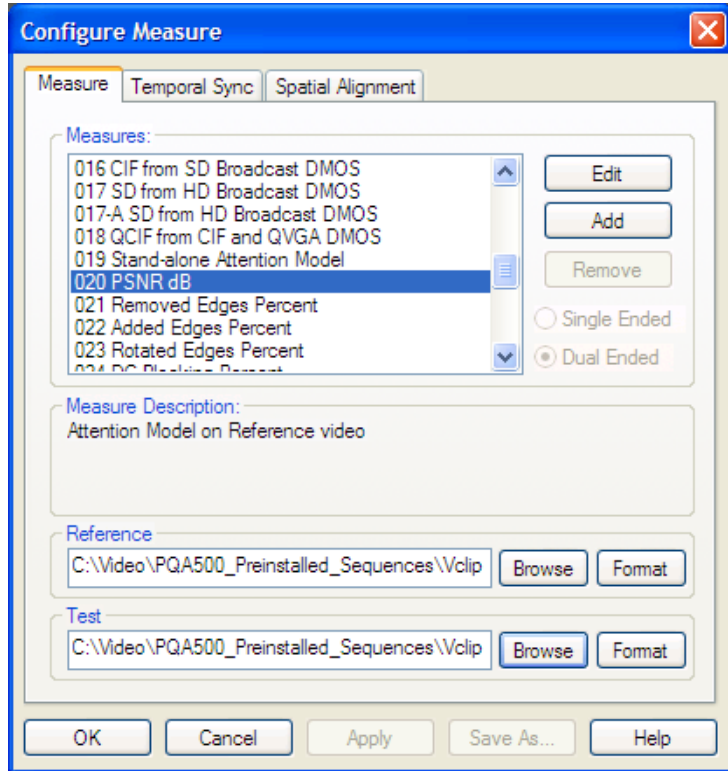 Configure Measure
Measure
Temporal Sync
Spatial Alignment
Measures:
016 CIF from SD Broadcast DMOS
017 SD from HD Broadcast DMOS
017-A SD from HD Broadcast DMOS
018 QCIF from CIF and QVGA DMOS
019 Stand-alone Attention Model
020 PSNR dB
021 Removed Edges Percent
022 Added Edges Percent
023 Rotated Edges Percent
024 DC Blocking Percent
Edit
Add
Remove
Single Ended
Dual Ended
Measure Description:
Attention Model on Reference video
Reference
C:\Video\PQA500_Preinstalled_Sequences\Vclip
Browse
Format
Test
C:\Video\PQA500_Preinstalled_Sequences\Vclip
Browse
Format
OK
Cancel
Apply
Save As...
Help